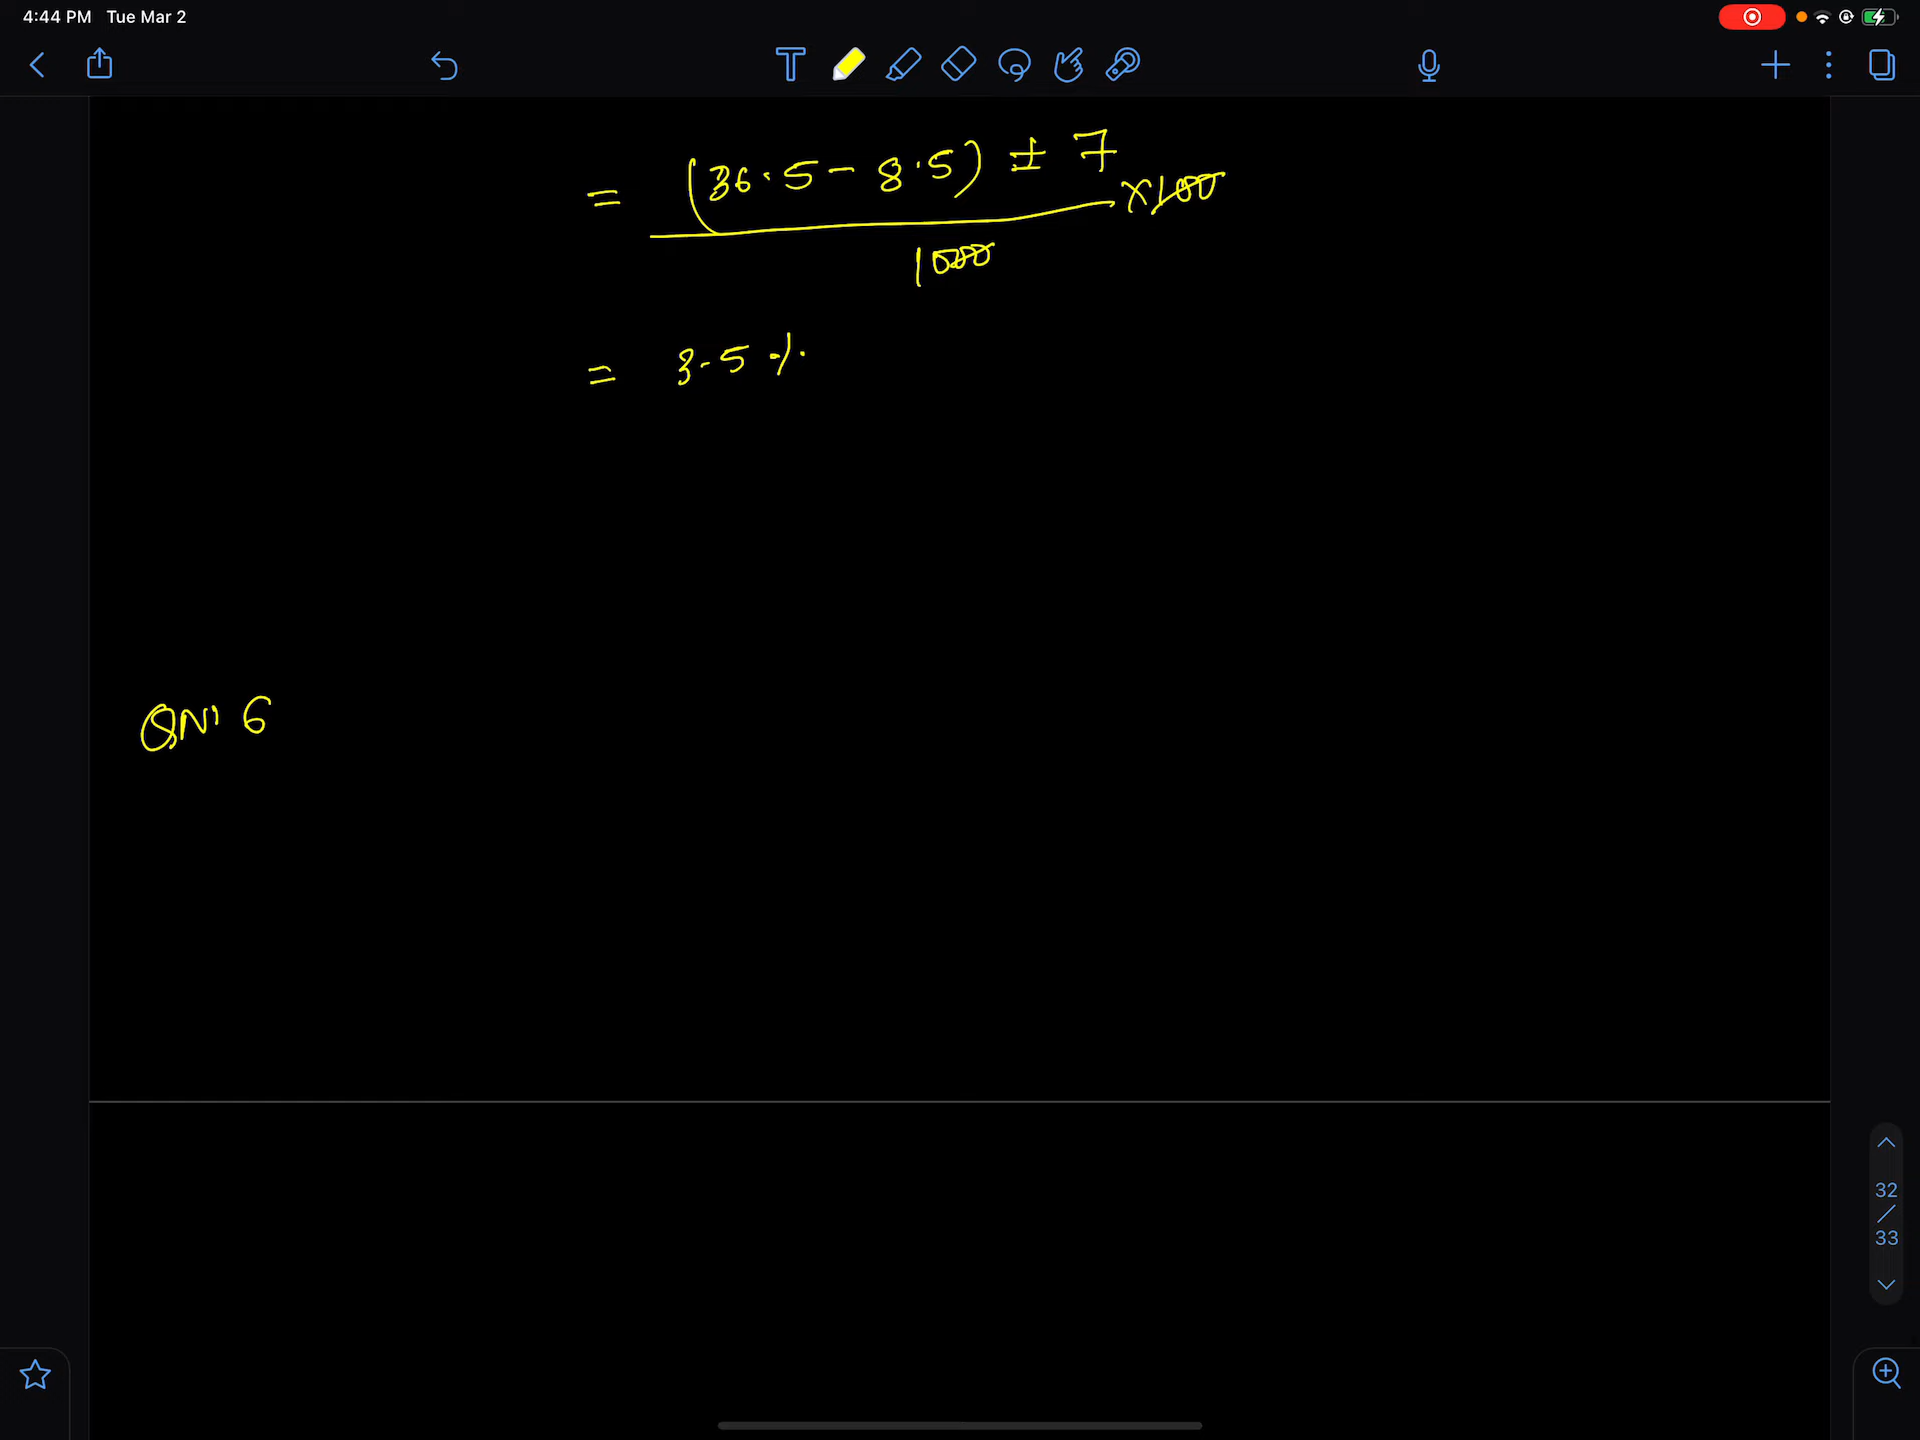 4:44 PM Tue Mar 2
= (36.5 - 8.5) ± 7 ×100
1000
= 3.5 %
QN: 6
32
/
33